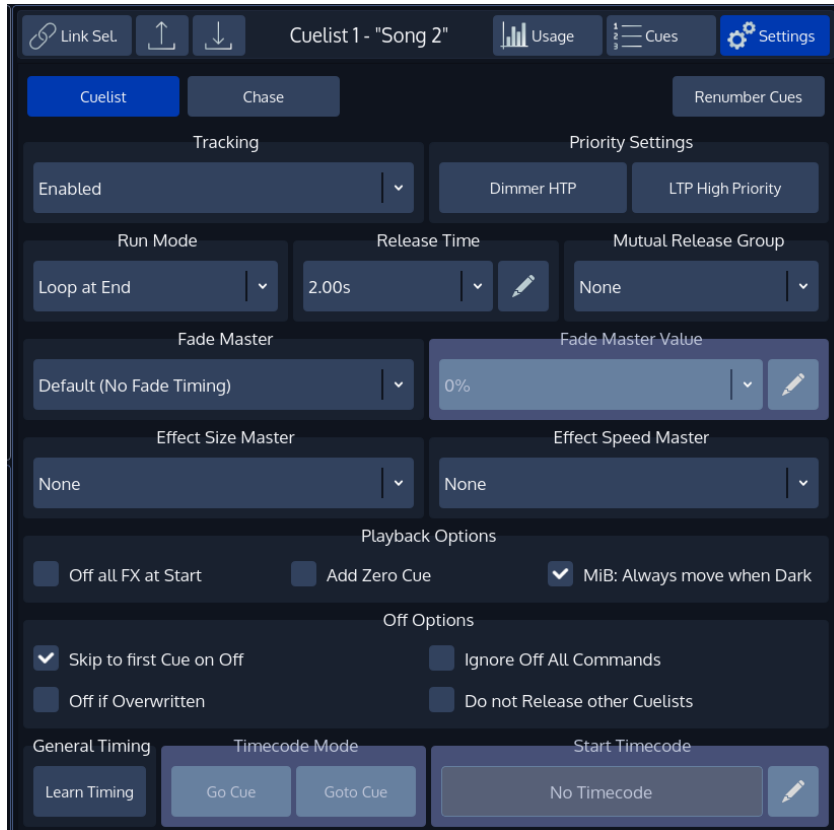 Link Sel. Cuelist 1 - "Song 2" Usage 1 2 3 Cues Settings
Cuelist Chase Renumber Cues
Tracking Priority Settings
Enabled Dimmer HTP LTP High Priority
Run Mode Release Time Mutual Release Group
Loop at End 2.00s None
Fade Master Fade Master Value
Default (No Fade Timing) 0%
Effect Size Master Effect Speed Master
None None
Playback Options
Off all FX at Start Add Zero Cue MiB: Always move when Dark
Off Options
Skip to first Cue on Off Ignore Off All Commands
Off if Overwritten Do not Release other Cuelists
General Timing Timecode Mode Start Timecode
Learn Timing Go Cue Goto Cue No Timecode